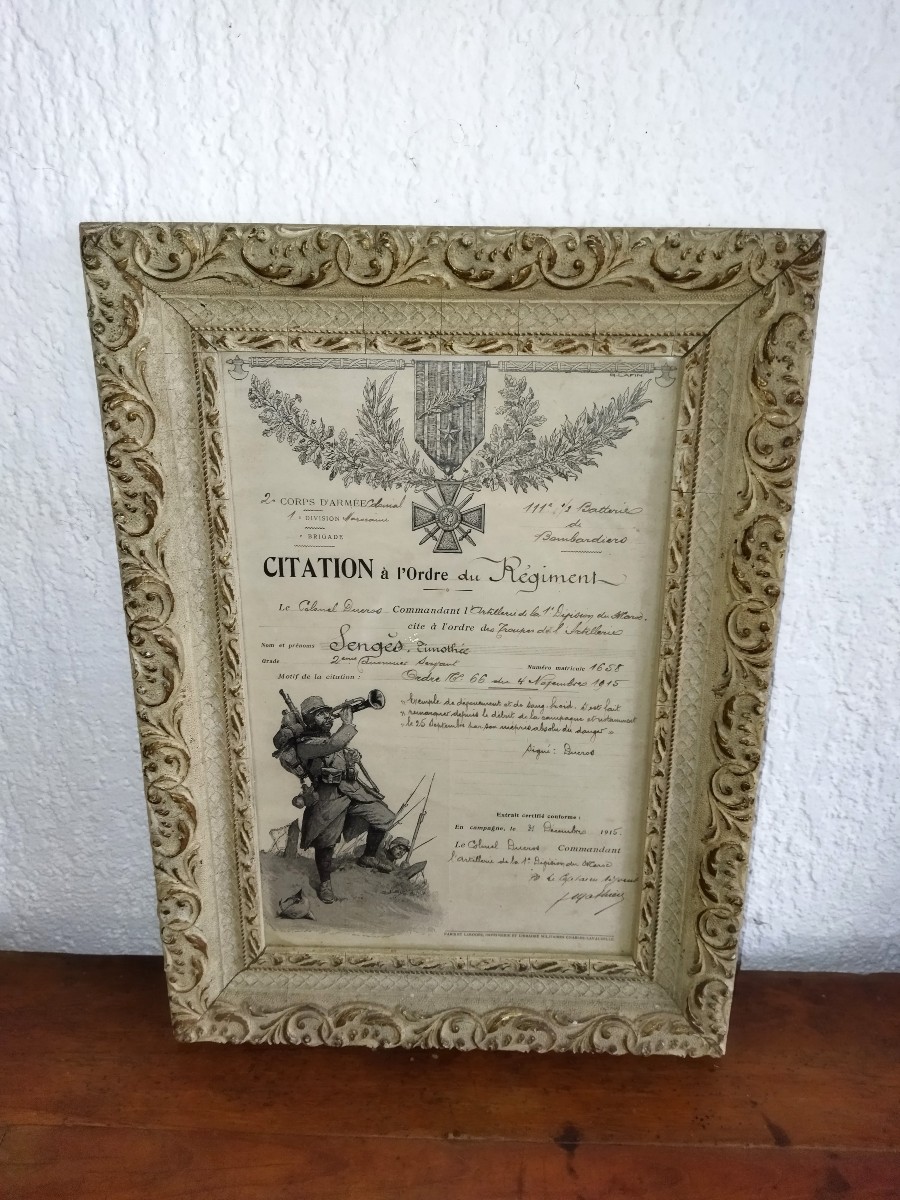 R. LAFIN
2e CORPS D'ARMÉE Colonial
1e DIVISION Marocaine
e BRIGADE
111e 1/2 Batterie
de
Bombardiers
CITATION à l'Ordre du Régiment
Le Colonel Ducros Commandant l'Artillerie de la 1e Division du Maroc
cite à l'ordre des Troupes de l'Artillerie
Nom et prénoms Sengès, Timothée
Grade 2eme Canonnier Servant Numéro matricule 1658
Motif de la citation : Ordre No 66 du 4 Novembre 1915
"Exemple de dévouement et de sang-froid. S'est fait
"remarquer depuis le début de la campagne et notamment
"le 25 Septembre par son mépris absolu du danger"
Signé : Ducros
Extrait certifié conforme :
En campagne, le 31 Décembre 1915
Le Colonel Ducros Commandant
l'artillerie de la 1e Division du Maroc